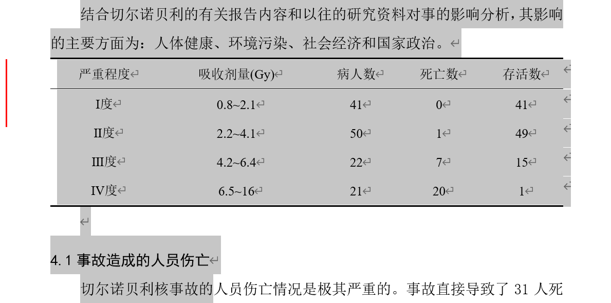 结合切尔诺贝利的有关报告内容和以往的研究资料对事的影响分析，其影响
的主要方面为：人体健康、环境污染、社会经济和国家政治。
严重程度 吸收剂量(Gy) 病人数 死亡数 存活数
I度 0.8~2.1 41 0 41
II度 2.2~4.1 50 1 49
III度 4.2~6.4 22 7 15
IV度 6.5~16 21 20 1
4.1 事故造成的人员伤亡
切尔诺贝利核事故的人员伤亡情况是极其严重的。事故直接导致了 31 人死